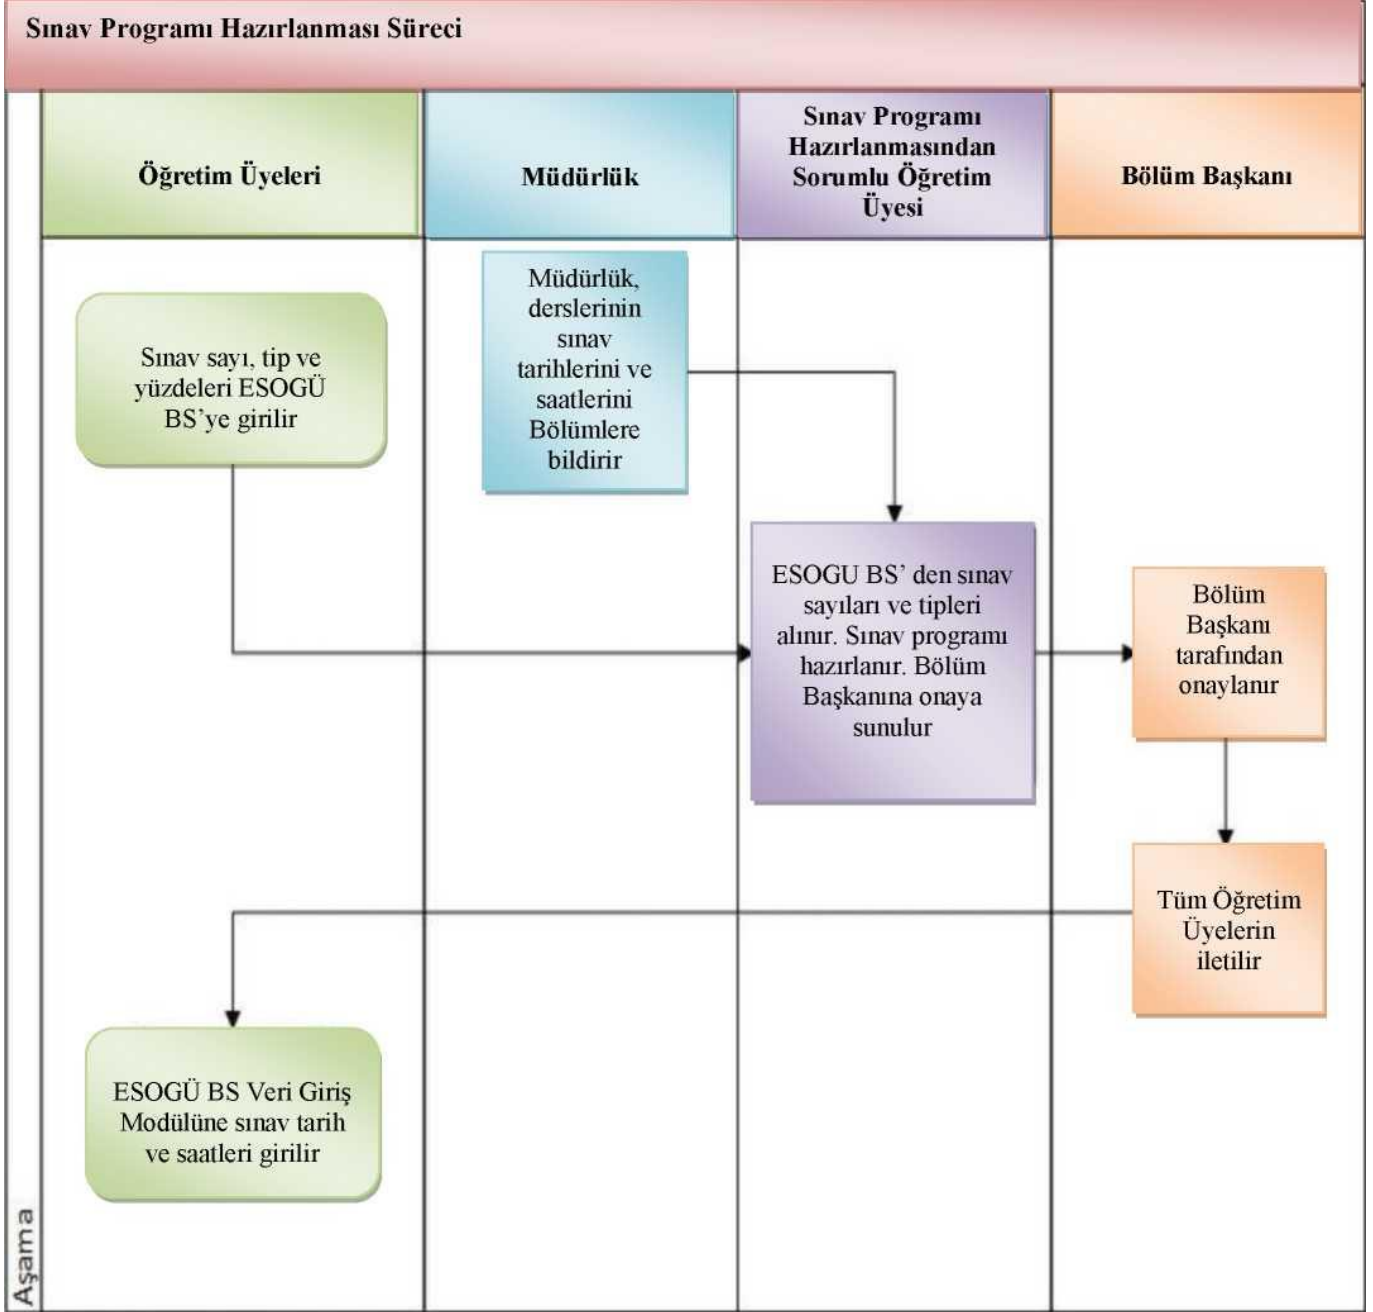 Sınav Programı Hazırlanması Süreci
Öğretim Üyeleri
Müdürlük
Sınav Programı
Hazırlanmasından
Sorumlu Öğretim
Üyesi
Bölüm Başkanı
Sınav sayı, tip ve
yüzdeleri ESOGÜ
BS’ye girilir
Müdürlük,
derslerinin
sınav
tarihlerini ve
saatlerini
Bölümlere
bildirir
ESOGU BS’ den sınav
sayıları ve tipleri
alınır. Sınav programı
hazırlanır. Bölüm
Başkanına onaya
sunulur
Bölüm
Başkanı
tarafından
onaylanır
Tüm Öğretim
Üyelerin
iletilir
ESOGÜ BS Veri Giriş
Modülüne sınav tarih
ve saatleri girilir
Aşama